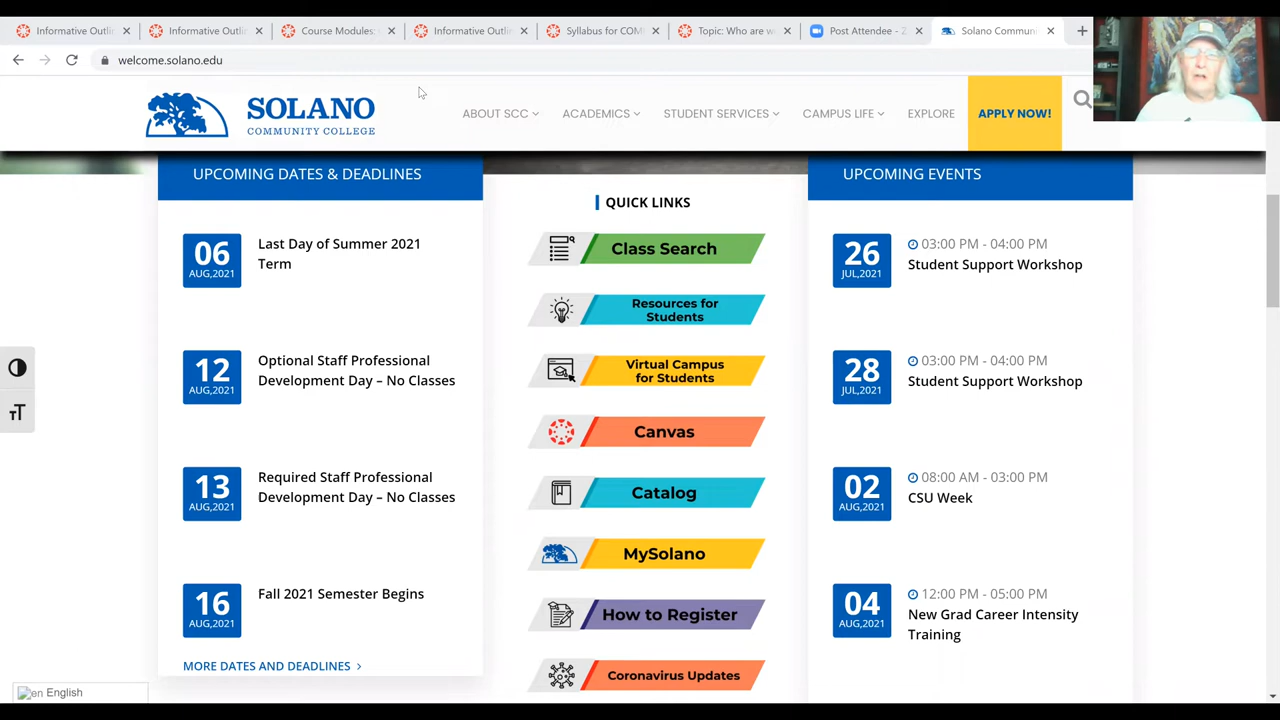 Informative Outli
Informative Outli
Course Modules:
Informative Outli
Syllabus for COM
Topic: Who are w
Post Attendee - Z
Solano Commun
welcome.solano.edu
SOLANO
COMMUNITY COLLEGE
ABOUT SCC
ACADEMICS
STUDENT SERVICES
CAMPUS LIFE
EXPLORE
APPLY NOW!
UPCOMING DATES & DEADLINES
06
AUG,2021
Last Day of Summer 2021
Term
12
AUG,2021
Optional Staff Professional
Development Day – No Classes
13
AUG,2021
Required Staff Professional
Development Day – No Classes
16
AUG,2021
Fall 2021 Semester Begins
MORE DATES AND DEADLINES
QUICK LINKS
Class Search
Resources for
Students
Virtual Campus
for Students
Canvas
Catalog
MySolano
How to Register
Coronavirus Updates
UPCOMING EVENTS
26
JUL,2021
03:00 PM - 04:00 PM
Student Support Workshop
28
JUL,2021
03:00 PM - 04:00 PM
Student Support Workshop
02
AUG,2021
08:00 AM - 03:00 PM
CSU Week
04
AUG,2021
12:00 PM - 05:00 PM
New Grad Career Intensity
Training
en English